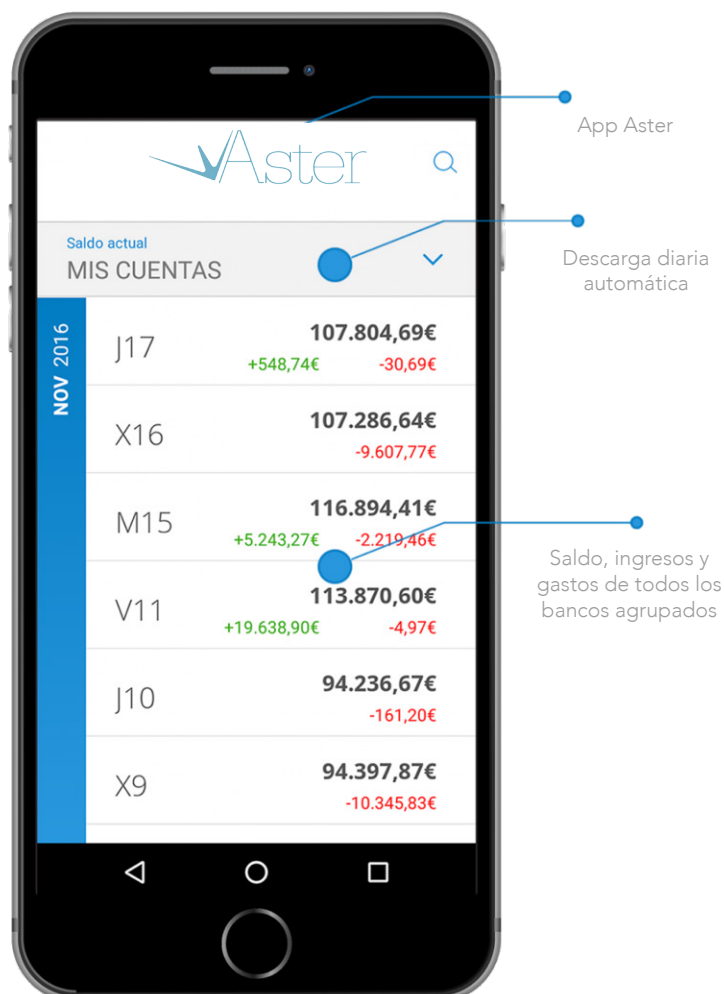 App Aster
Aster
Saldo actual
MIS CUENTAS
Descarga diaria
automática
NOV 2016
J17
107.804,69€
+548,74€ -30,69€
X16
107.286,64€
-9.607,77€
M15
116.894,41€
+5.243,27€ -2.219,46€
Saldo, ingresos y
gastos de todos los
bancos agrupados
V11
113.870,60€
+19.638,90€ -4,97€
J10
94.236,67€
-161,20€
X9
94.397,87€
-10.345,83€